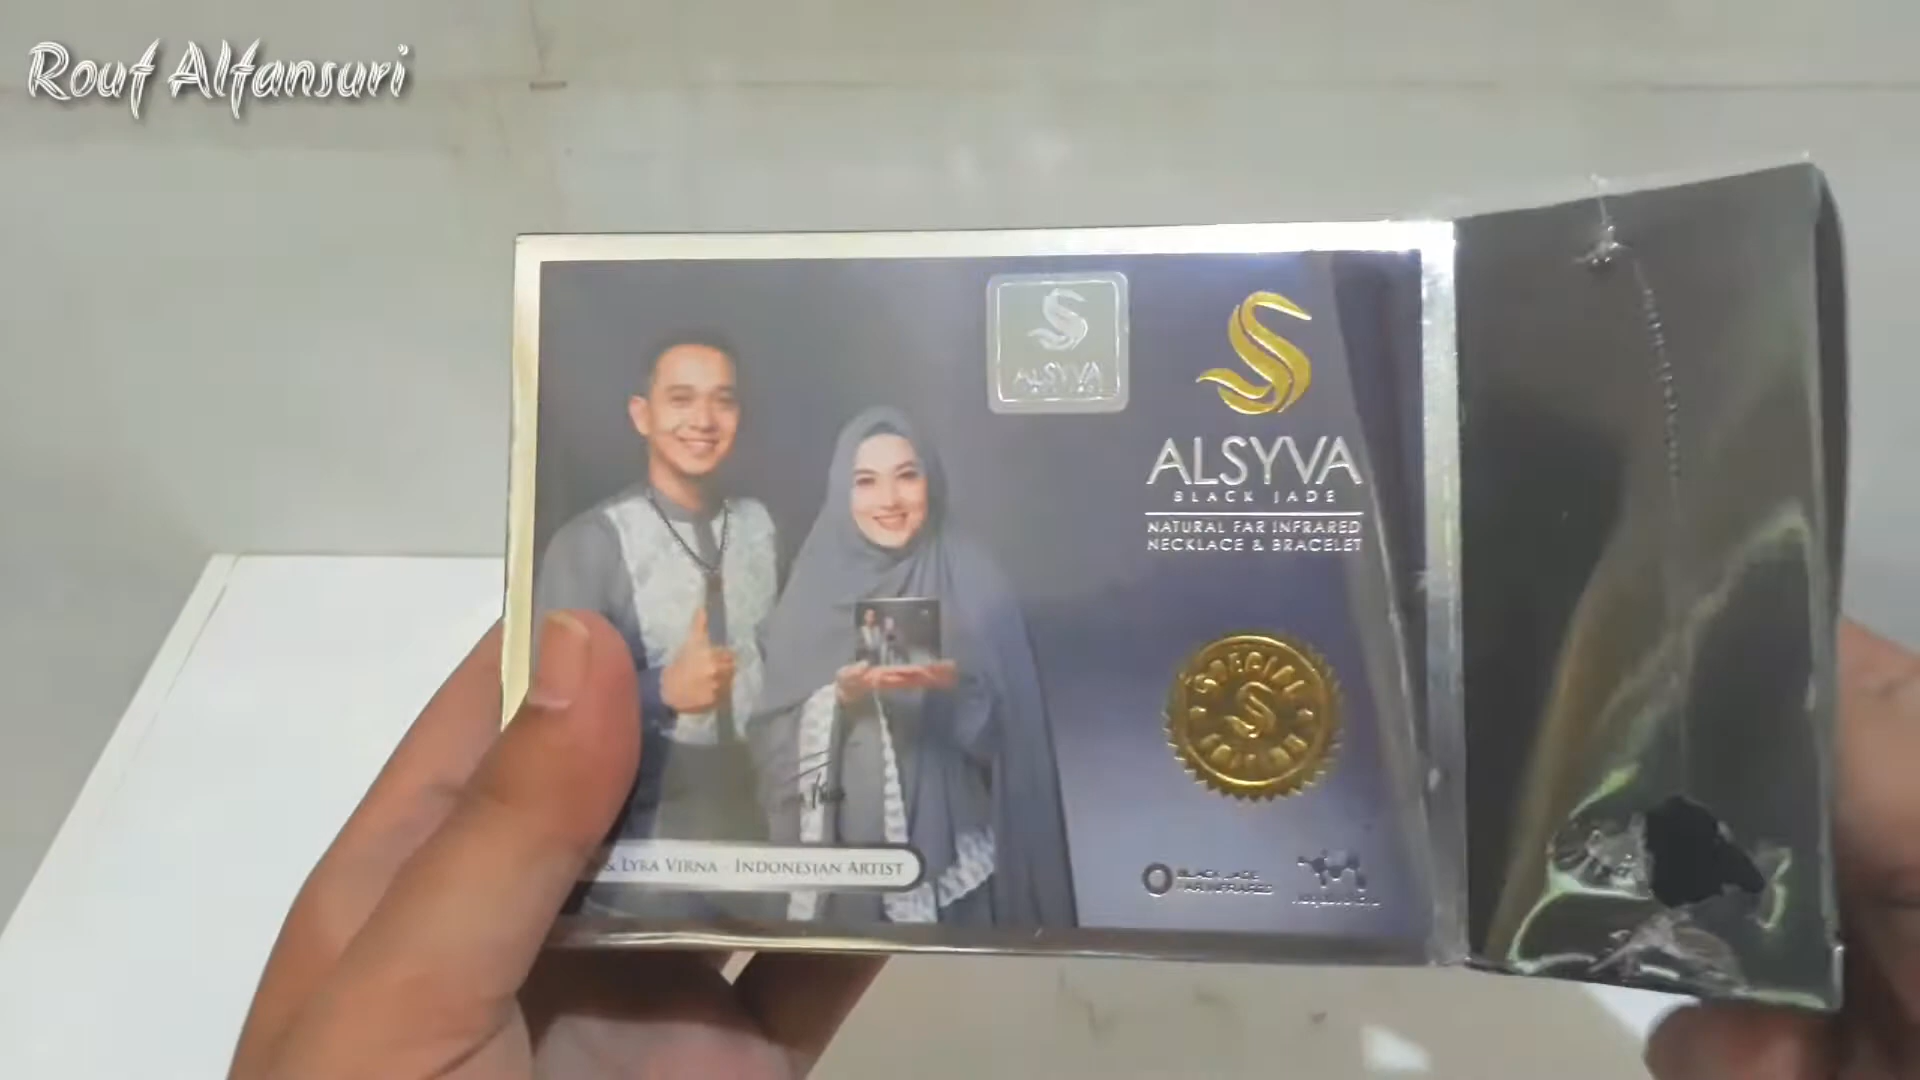 Rouf Alfansuri
ALSYVA
ALSYVA
BLACK JADE
NATURAL FAR INFRARED
NECKLACE & BRACELET
SPECIAL
EDITION
& LYRA VIRNA - INDONESIAN ARTIST
BLACK JADE
FAR INFRARED